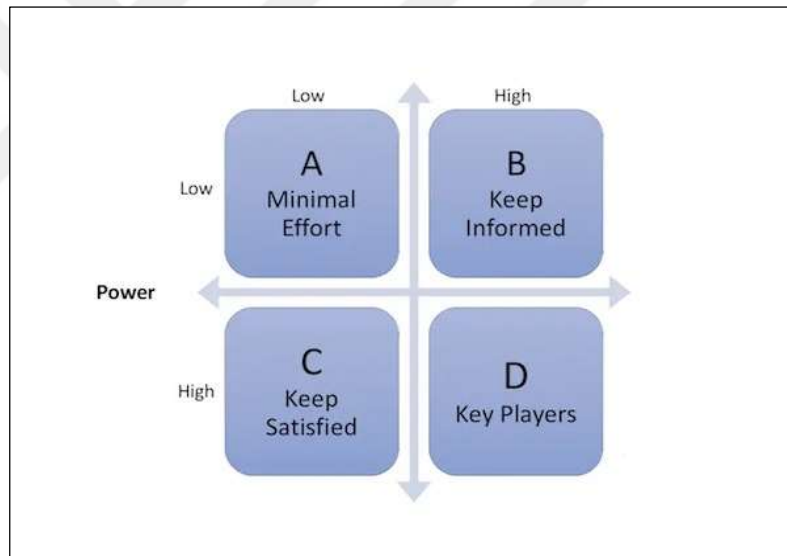 Low
High
Low
A
Minimal
Effort
B
Keep
Informed
Power
High
C
Keep
Satisfied
D
Key Players